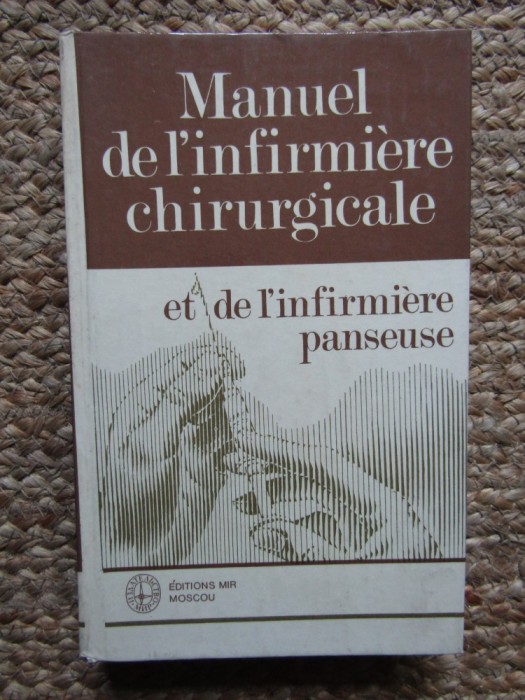 Manuel
de l'infirmière
chirurgicale
et de l'infirmière
panseuse
ÉDITIONS MIR
MOSCOU